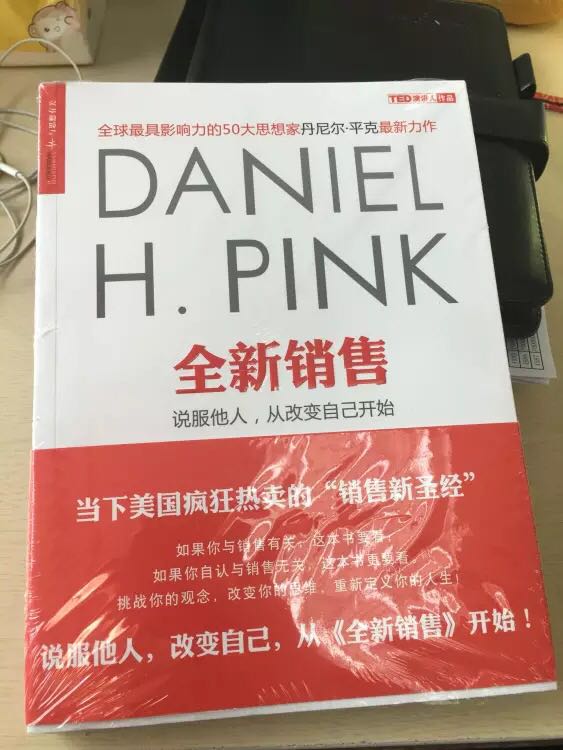 TED演讲人作品
全球最具影响力的50大思想家丹尼尔·平克最新力作
DANIEL
H. PINK
全新销售
说服他人，从改变自己开始
当下美国疯狂热卖的“销售新圣经”
如果你与销售有关，这本书要看，
如果你自认与销售无关，这本书更要看。
挑战你的观念，改变你的思维，重新定义你的人生！
说服他人，改变自己，从《全新销售》开始！